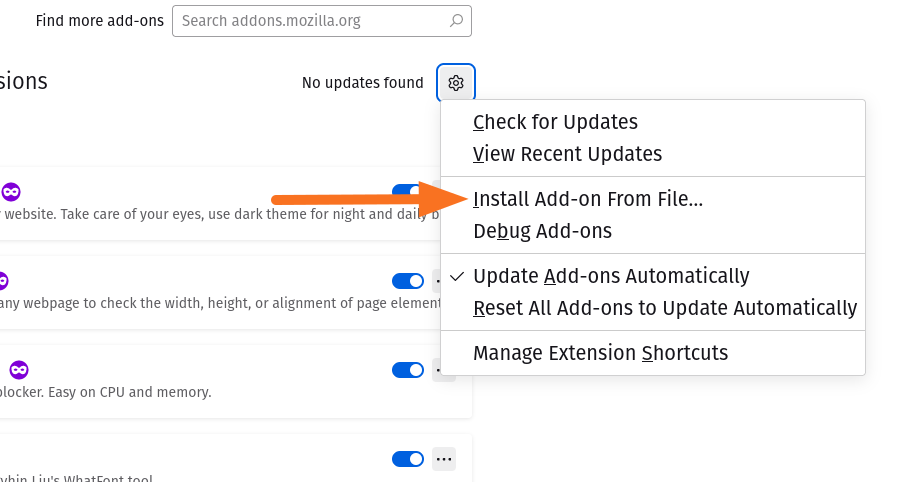 Find more add-ons
Search addons.mozilla.org
sions
No updates found
Check for Updates
View Recent Updates
website. Take care of your eyes, use dark theme for night and daily b
Install Add-on From File...
Debug Add-ons
Update Add-ons Automatically
any webpage to check the width, height, or alignment of page element
Reset All Add-ons to Update Automatically
Manage Extension Shortcuts
blocker. Easy on CPU and memory.
Liu's WhatFont tool